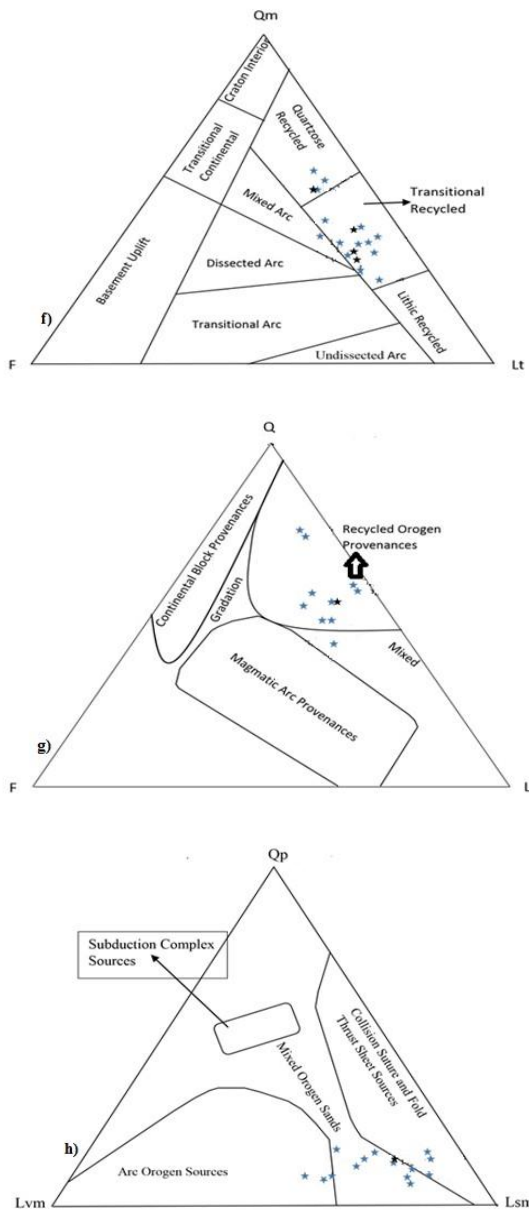 Qm
Craton Interior
Quartzose
Recycled
Transitional
Continental
Transitional
Recycled
Mixed Arc
Basement Uplift
Dissected Arc
Lithic Recycled
f)
Transitional Arc
Undissected Arc
F
Lt
Q
Recycled Orogen
Provenances
Continental Block Provenances
Gradation
Mixed
Magmatic Arc Provenances
g)
F
L
Qp
Subduction Complex
Sources
Collision Suture and Fold
Thrust Sheet Sources
Mixed Orogen Sands
h)
Arc Orogen Sources
Lvm
Lsm